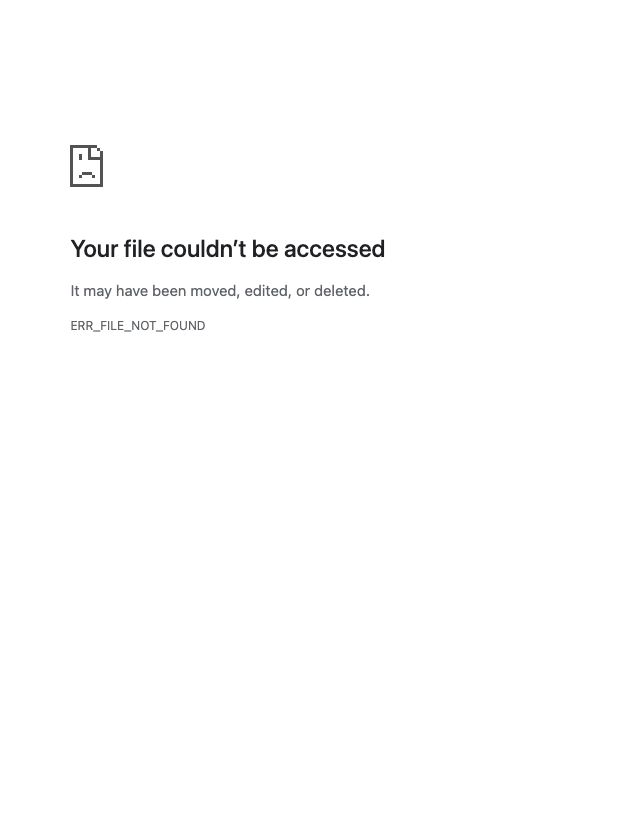 Your file couldn’t be accessed
It may have been moved, edited, or deleted.
ERR_FILE_NOT_FOUND